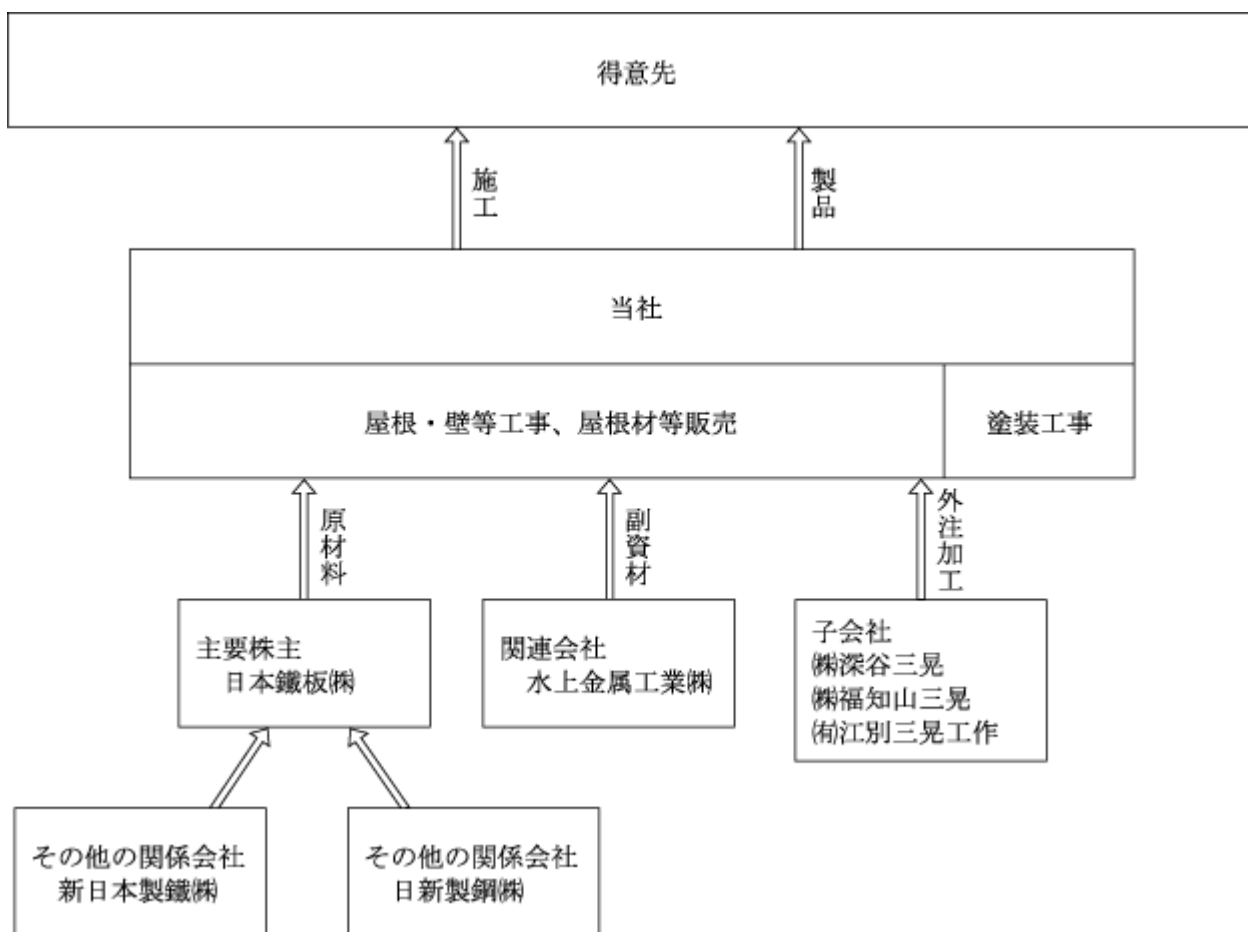 得意先
施工
製品
当社
屋根・壁等工事、屋根材等販売
塗装工事
原材料
副資材
外注加工
主要株主
日本鐵板㈱
関連会社
水上金属工業㈱
子会社
㈱深谷三晃
㈱福知山三晃
㈲江別三晃工作
その他の関係会社
新日本製鐵㈱
その他の関係会社
日新製鋼㈱